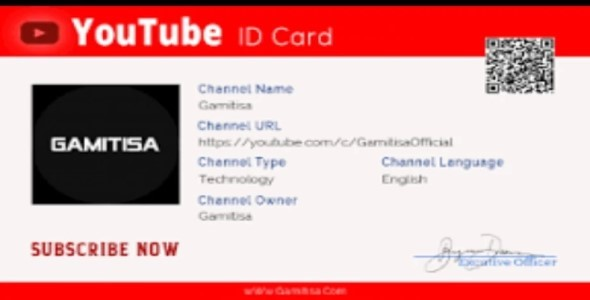 YouTube ID Card
Channel Name
Gamitisa
GAMITISA
Channel URL
https://youtube.com/c/GamitisaOfficial
Channel Type Channel Language
Technology English
Channel Owner
Gamitisa
SUBSCRIBE NOW
Executive Officer
www.Gamitisa.Com